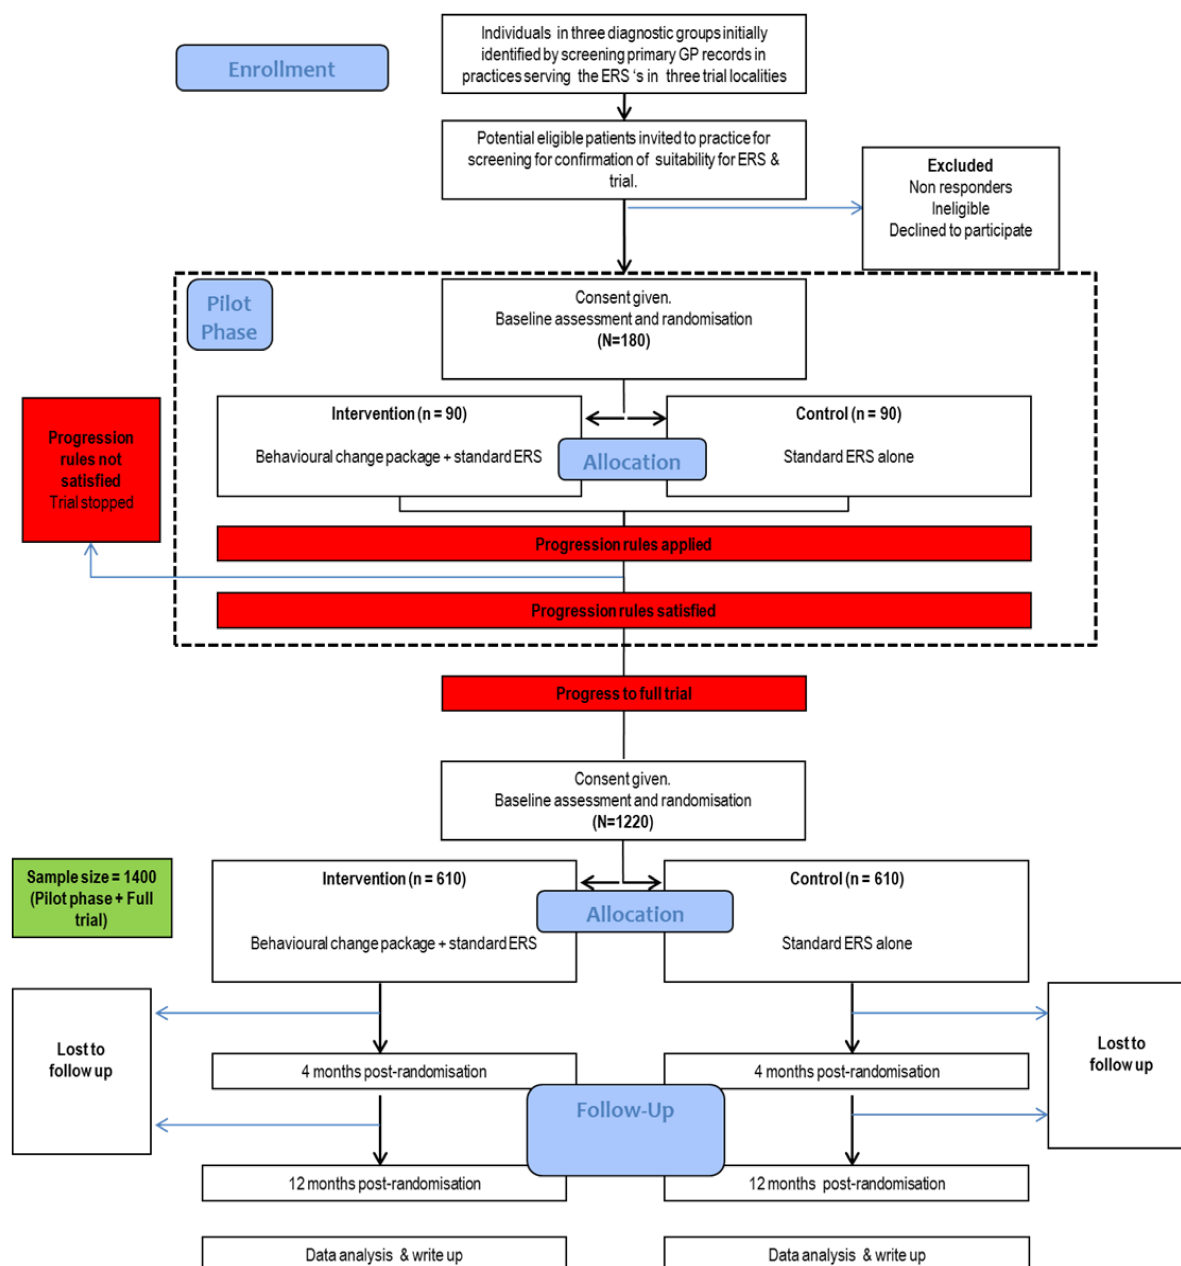 Enrollment
Individuals in three diagnostic groups initially
identified by screening primary GP records in
practices serving the ERS 's in three trial localities
Potential eligible patients invited to practice for
screening for confirmation of suitability for ERS &
trial.
Excluded
Non responders
Ineligible
Declined to participate
Pilot
Phase
Consent given.
Baseline assessment and randomisation
(N=180)
Intervention (n = 90)
Behavioural change package + standard ERS
Allocation
Control (n = 90)
Standard ERS alone
Progression
rules not
satisfied
Trial stopped
Progression rules applied
Progression rules satisfied
Progress to full trial
Consent given.
Baseline assessment and randomisation
(N=1220)
Sample size = 1400
(Pilot phase + Full
trial)
Intervention (n = 610)
Behavioural change package + standard ERS
Allocation
Control (n = 610)
Standard ERS alone
Lost to
follow up
Lost to
follow up
4 months post-randomisation
4 months post-randomisation
Follow-Up
12 months post-randomisation
12 months post-randomisation
Data analysis & write up
Data analysis & write up